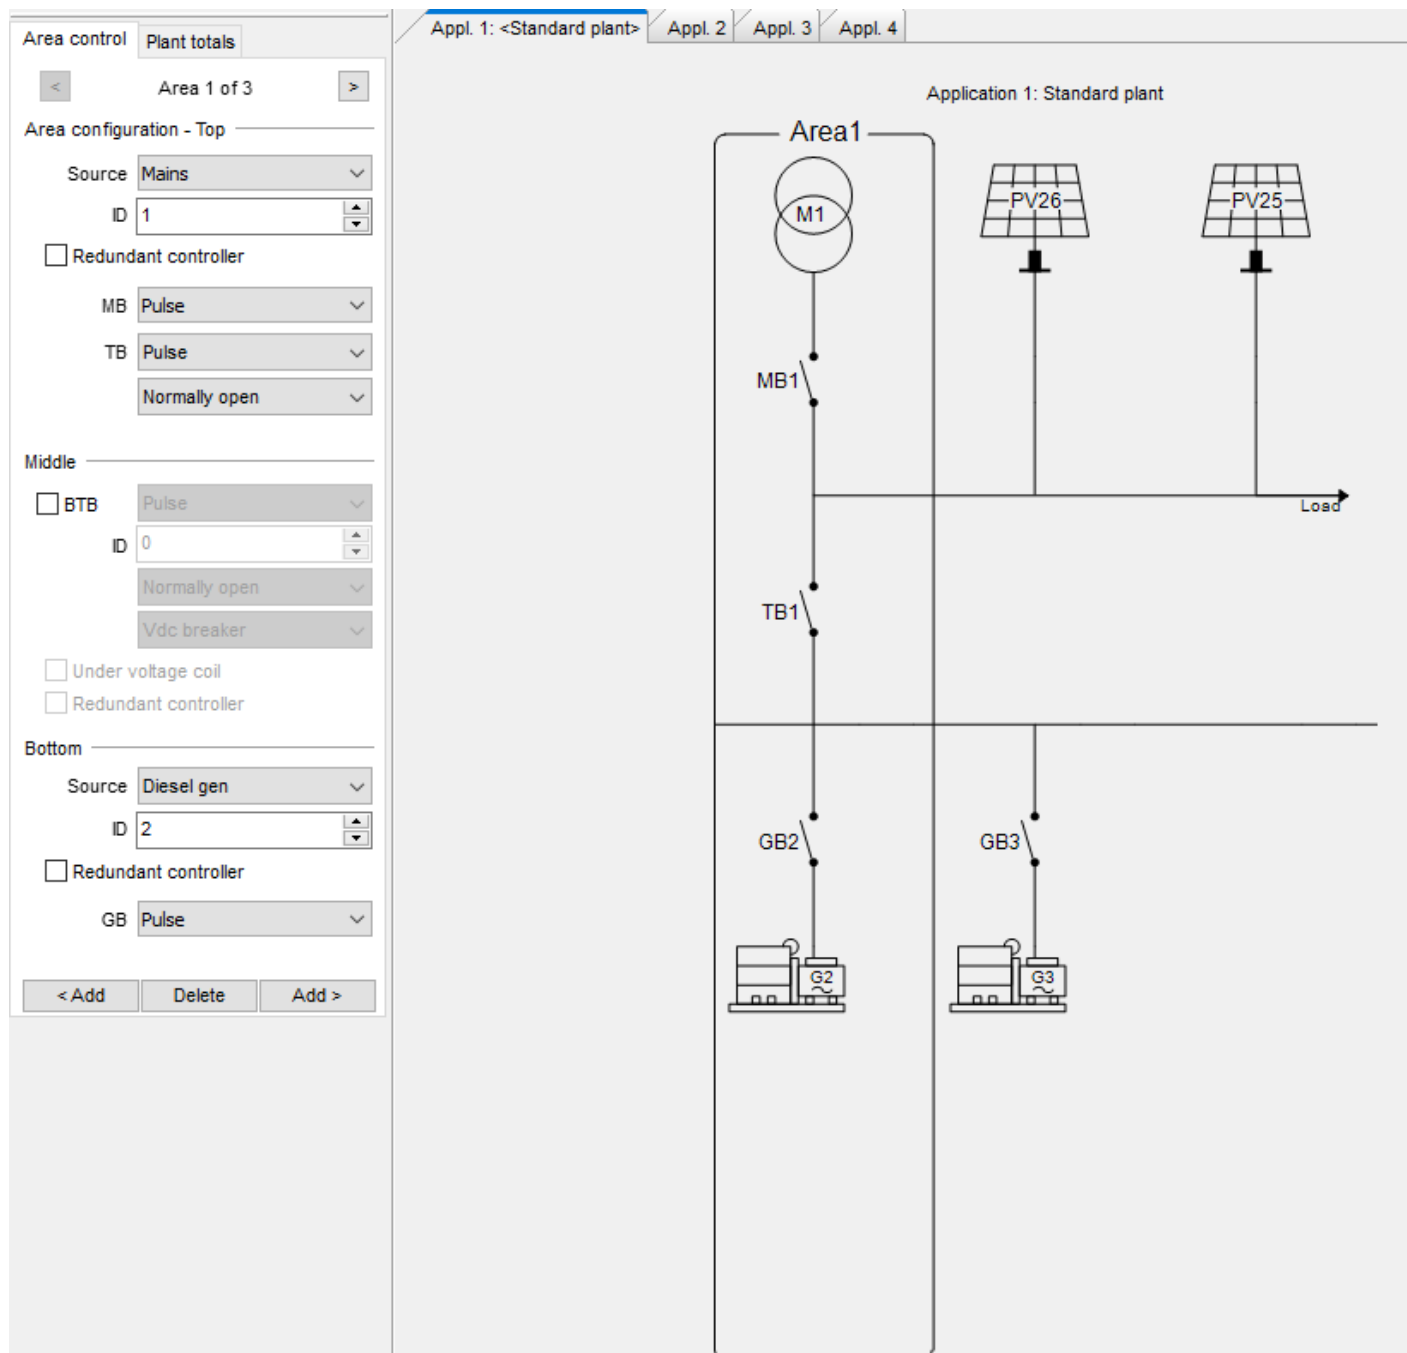 Area control
Plant totals
Appl. 1: <Standard plant>
Appl. 2
Appl. 3
Appl. 4
<
Area 1 of 3
>
Area configuration - Top
Source Mains
ID 1
Redundant controller
MB Pulse
TB Pulse
Normally open
Middle
BTB Pulse
ID 0
Normally open
Vdc breaker
Under voltage coil
Redundant controller
Bottom
Source Diesel gen
ID 2
Redundant controller
GB Pulse
< Add
Delete
Add >
Application 1: Standard plant
Area1
M1
PV26
PV25
MB1
Load
TB1
GB2
GB3
G2
G3